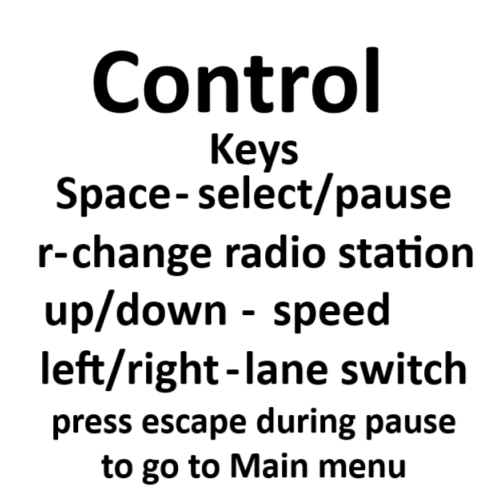 Control
Keys
Space- select/pause
r-change radio station
up/down - speed
left/right -lane switch
press escape during pause
to go to Main menu